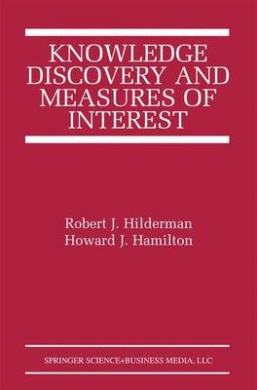 KNOWLEDGE
DISCOVERY AND
MEASURES OF
INTEREST
Robert J. Hilderman
Howard J. Hamilton
SPRINGER SCIENCE+BUSINESS MEDIA, LLC